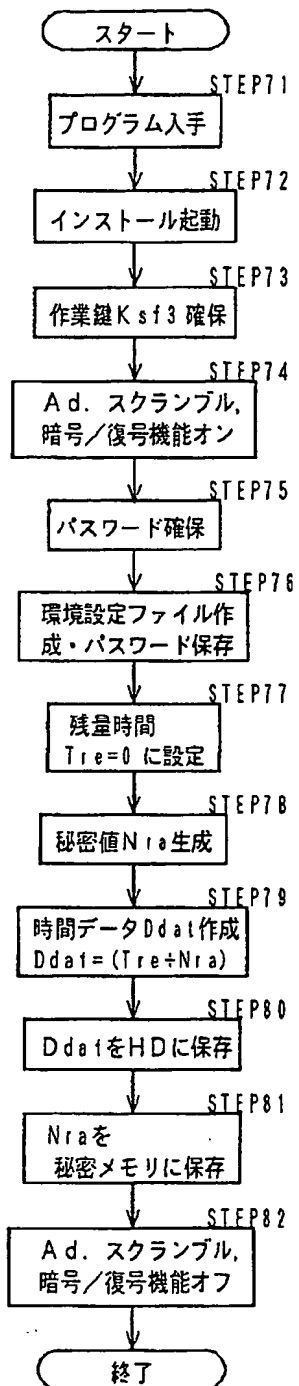 スタート
STEP71
プログラム入手
STEP72
インストール起動
STEP73
作業鍵Ksf3確保
STEP74
Ad. スクランブル,
暗号/復号機能オン
STEP75
パスワード確保
STEP76
環境設定ファイル作
成・パスワード保存
STEP77
残量時間
Tre=0 に設定
STEP78
秘密値Nra生成
STEP79
時間データDdat作成
Ddat=(Tre÷Nra)
STEP80
DdatをHDに保存
STEP81
Nraを
秘密メモリに保存
STEP82
Ad. スクランブル,
暗号/復号機能オフ
終了